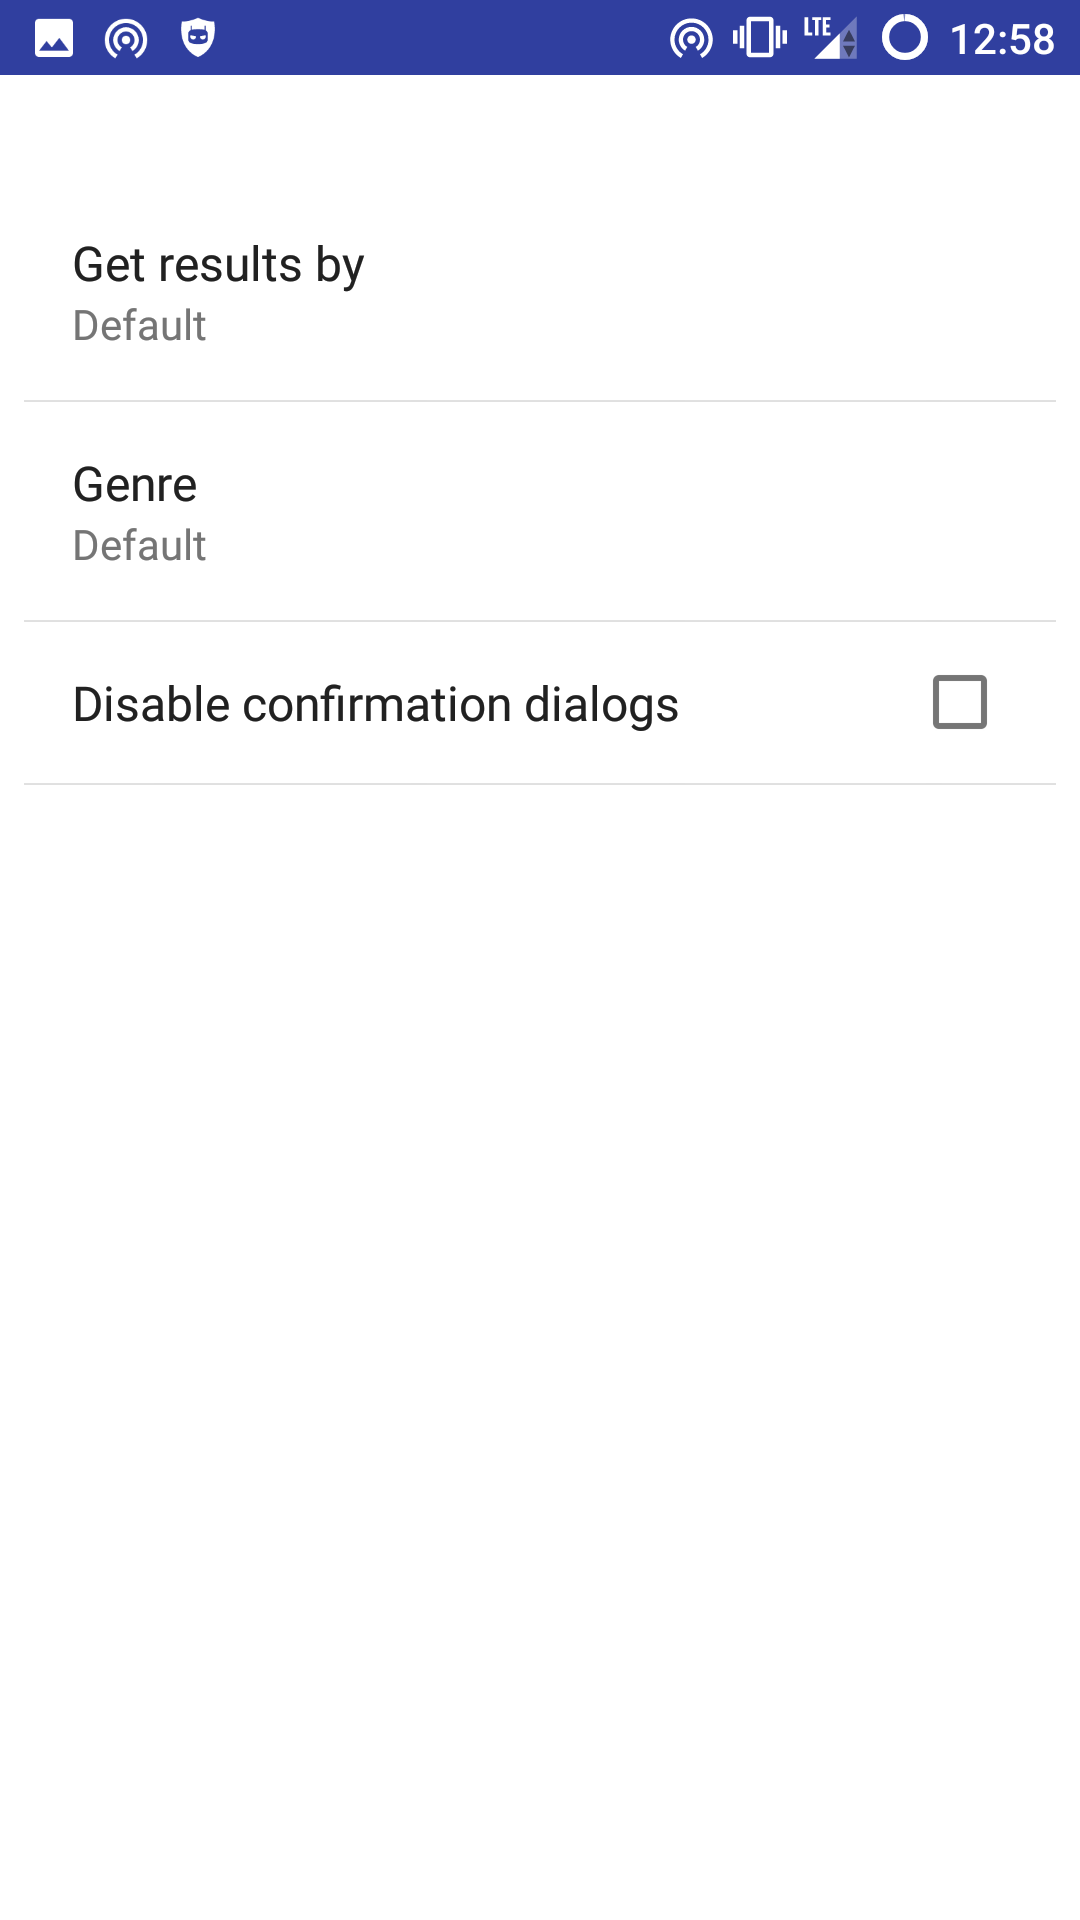 LTE 12:58
Get results by
Default
Genre
Default
Disable confirmation dialogs